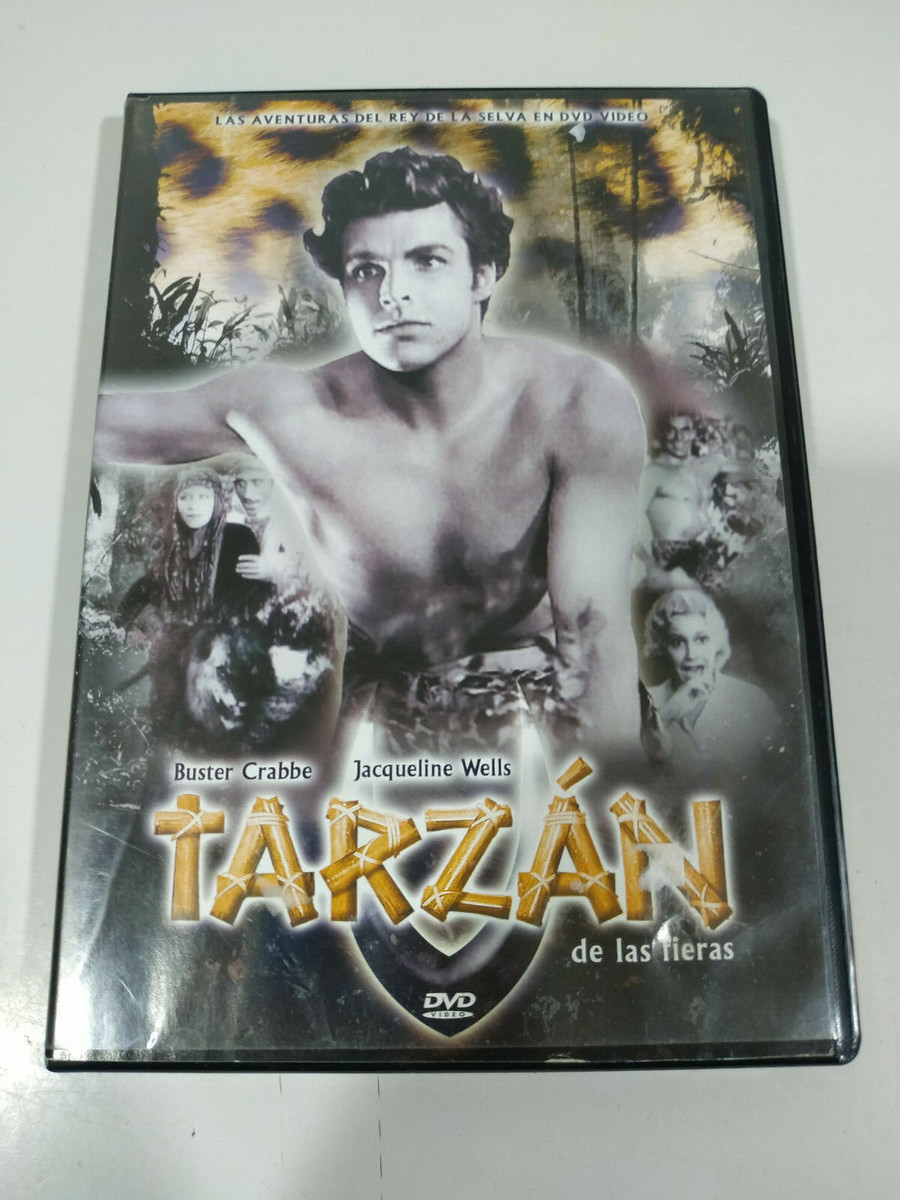 LAS AVENTURAS DEL REY DE LA SELVA EN DVD VIDEO
Buster Crabbe Jacqueline Wells
TARZÁN
de las fieras
DVD
VIDEO